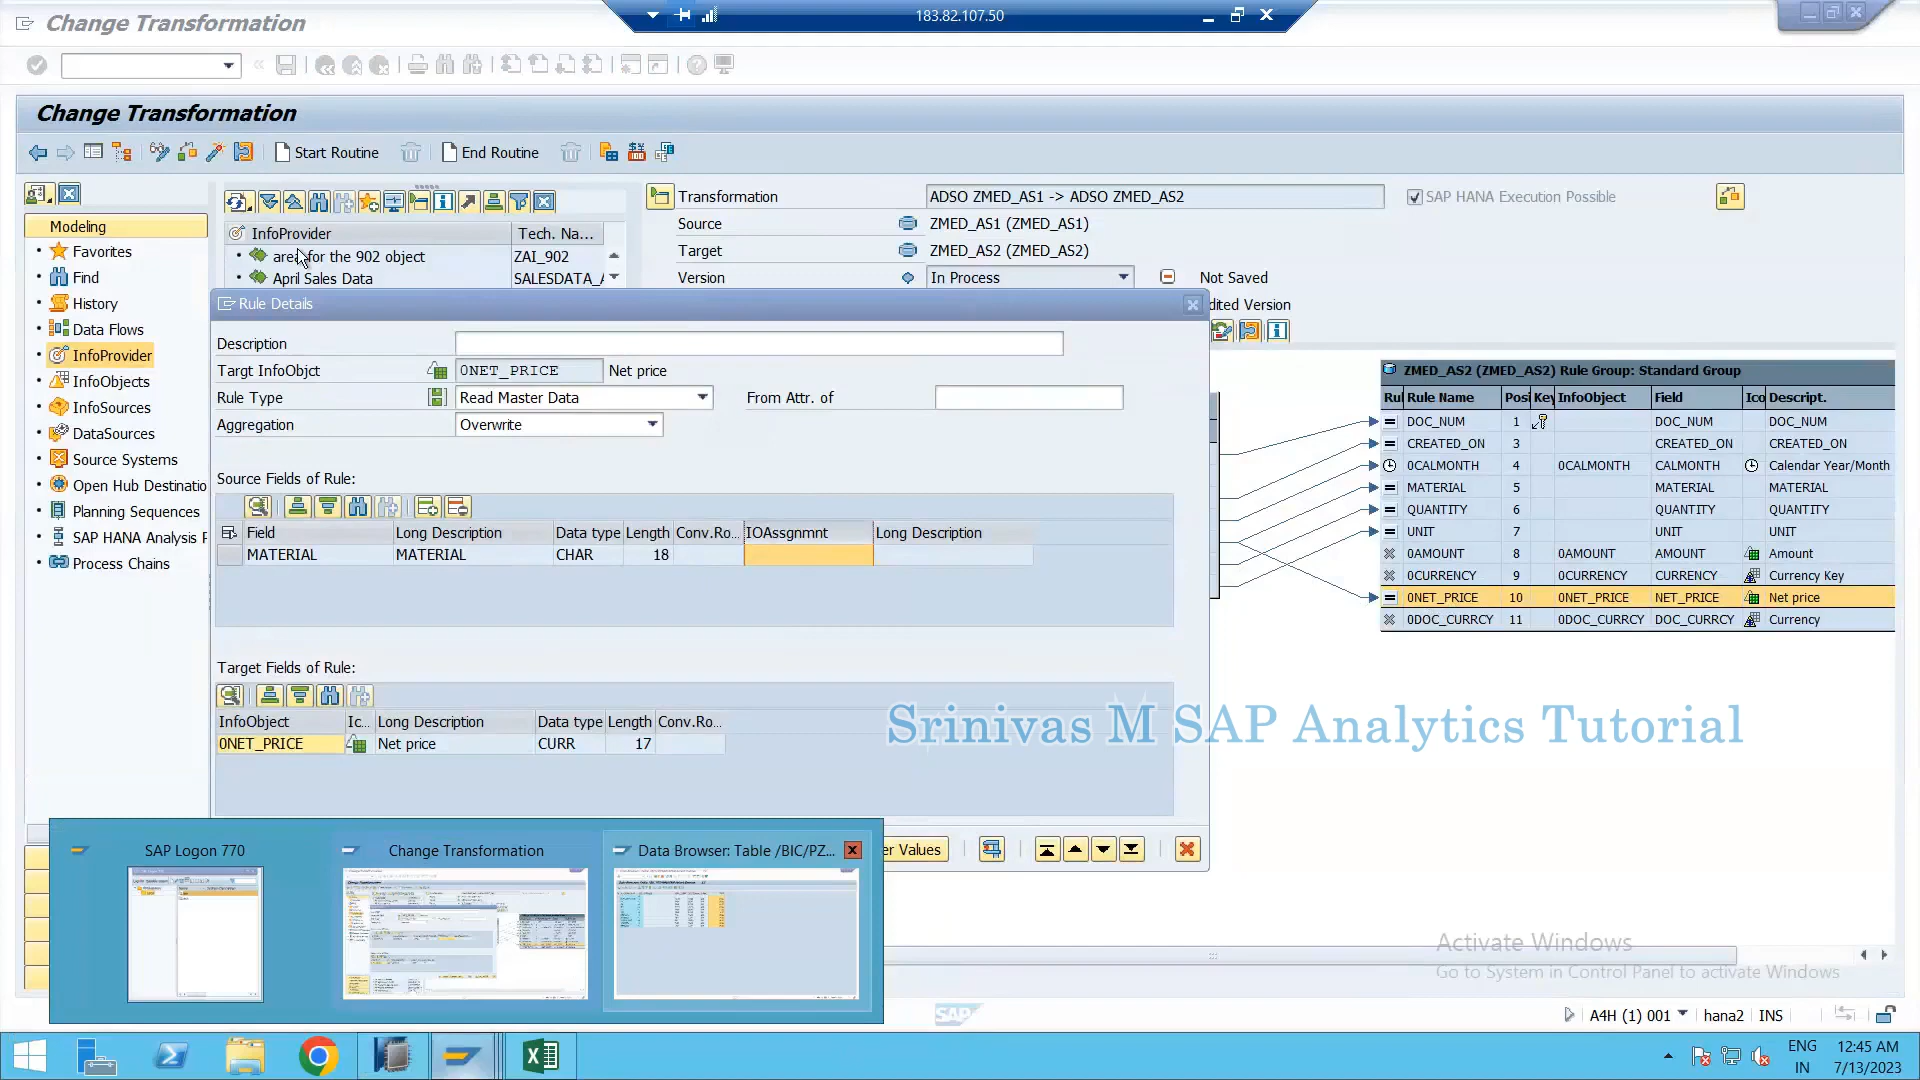 Change Transformation
183.82.107.50
Change Transformation
Start Routine
End Routine
Modeling
Favorites
Find
History
Data Flows
InfoProvider
InfoObjects
InfoSources
DataSources
Source Systems
Open Hub Destinatio
Planning Sequences
SAP HANA Analysis P
Process Chains
InfoProvider Tech. Na...
area for the 902 object ZAI_902
April Sales Data SALESDATA_A
Transformation ADSO ZMED_AS1 -> ADSO ZMED_AS2
SAP HANA Execution Possible
Source ZMED_AS1 (ZMED_AS1)
Target ZMED_AS2 (ZMED_AS2)
Version In Process Not Saved
dited Version
Rule Details
Description
Targt InfoObjct 0NET_PRICE Net price
Rule Type Read Master Data From Attr. of
Aggregation Overwrite
Source Fields of Rule:
Field Long Description Data type Length Conv.Ro... IOAssgnmnt Long Description
MATERIAL MATERIAL CHAR 18
Target Fields of Rule:
InfoObject Ic... Long Description Data type Length Conv.Ro...
0NET_PRICE Net price CURR 17
er Values
ZMED_AS2 (ZMED_AS2) Rule Group: Standard Group
Rul Rule Name Posi Key InfoObject Field Ico Descript.
DOC_NUM 1 DOC_NUM DOC_NUM
CREATED_ON 3 CREATED_ON CREATED_ON
0CALMONTH 4 0CALMONTH CALMONTH Calendar Year/Month
MATERIAL 5 MATERIAL MATERIAL
QUANTITY 6 QUANTITY QUANTITY
UNIT 7 UNIT UNIT
0AMOUNT 8 0AMOUNT AMOUNT Amount
0CURRENCY 9 0CURRENCY CURRENCY Currency Key
0NET_PRICE 10 0NET_PRICE NET_PRICE Net price
0DOC_CURRCY 11 0DOC_CURRCY DOC_CURRCY Currency
Srinivas M SAP Analytics Tutorial
SAP Logon 770
Change Transformation
Data Browser: Table /BIC/PZ...
Activate Windows
Go to System in Control Panel to activate Windows
SAP
A4H (1) 001 hana2 INS
ENG
IN
12:45 AM
7/13/2023